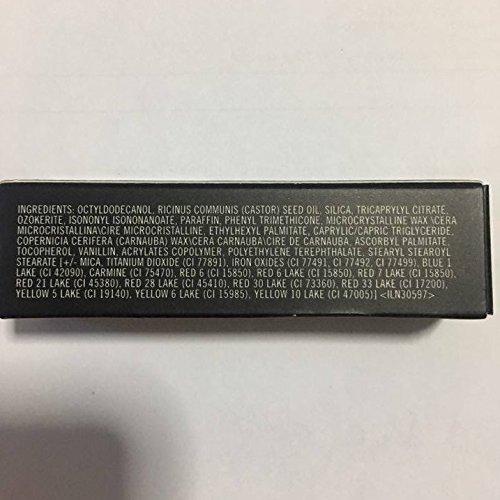 INGREDIENTS: OCTYLDODECANOL, RICINUS COMMUNIS (CASTOR) SEED OIL, SILICA, TRICAPRYLYL CITRATE,
OZOKERITE, ISONONYL ISONONANOATE, PARAFFIN, PHENYL TRIMETHICONE, MICROCRYSTALLINE WAX \CERA
MICROCRISTALLINA\CIRE MICROCRISTALLINE, ETHYLHEXYL PALMITATE, CAPRYLIC/CAPRIC TRIGLYCERIDE,
COPERNICIA CERIFERA (CARNAUBA) WAX\CERA CARNAUBA\CIRE DE CARNAUBA, ASCORBYL PALMITATE,
TOCOPHEROL, VANILLIN, ACRYLATES COPOLYMER, POLYETHYLENE TEREPHTHALATE, STEARYL STEAROYL
STEARATE [+/- MICA, TITANIUM DIOXIDE (CI 77891), IRON OXIDES (CI 77491, CI 77492, CI 77499), BLUE 1
LAKE (CI 42090), CARMINE (CI 75470), RED 6 (CI 15850), RED 6 LAKE (CI 15850), RED 7 LAKE (CI 15850),
RED 21 LAKE (CI 45380), RED 28 LAKE (CI 45410), RED 30 LAKE (CI 73360), RED 33 LAKE (CI 17200),
YELLOW 5 LAKE (CI 19140), YELLOW 6 LAKE (CI 15985), YELLOW 10 LAKE (CI 47005)] <ILN30597>